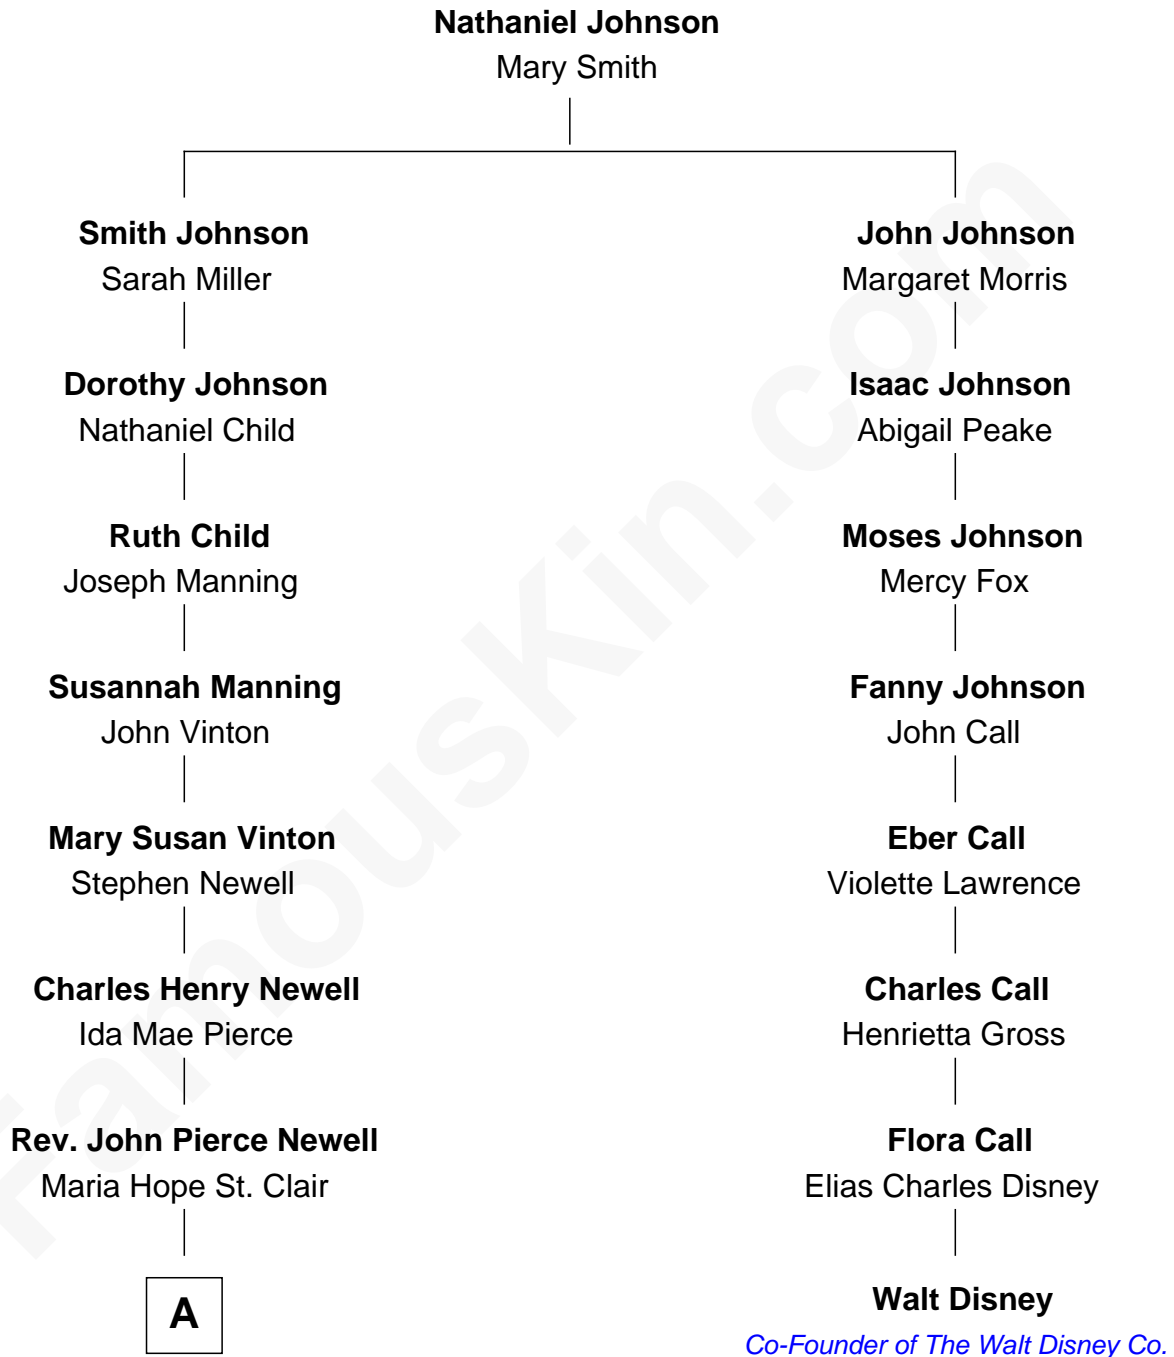 Nathaniel Johnson
Mary Smith
Smith Johnson
Sarah Miller
John Johnson
Margaret Morris
Dorothy Johnson
Nathaniel Child
Isaac Johnson
Abigail Peake
Ruth Child
Joseph Manning
Moses Johnson
Mercy Fox
Susannah Manning
John Vinton
Fanny Johnson
John Call
Mary Susan Vinton
Stephen Newell
Eber Call
Violette Lawrence
Charles Henry Newell
Ida Mae Pierce
Charles Call
Henrietta Gross
Rev. John Pierce Newell
Maria Hope St. Clair
Flora Call
Elias Charles Disney
A
Walt Disney
Co-Founder of The Walt Disney Co.
FamousKin.com